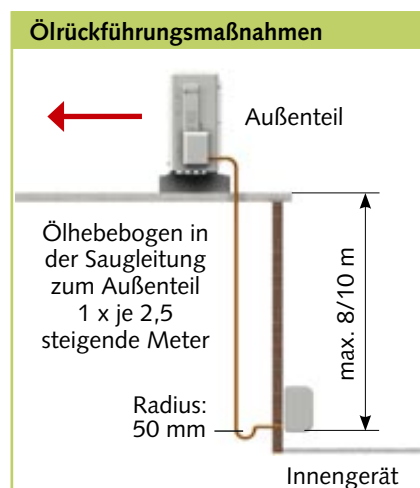 Ölrückführungsmaßnahmen
Außenteil
Ölhebebogen in
der Saugleitung
zum Außenteil
1 x je 2,5
steigende Meter
max. 8/10 m
Radius:
50 mm
Innengerät